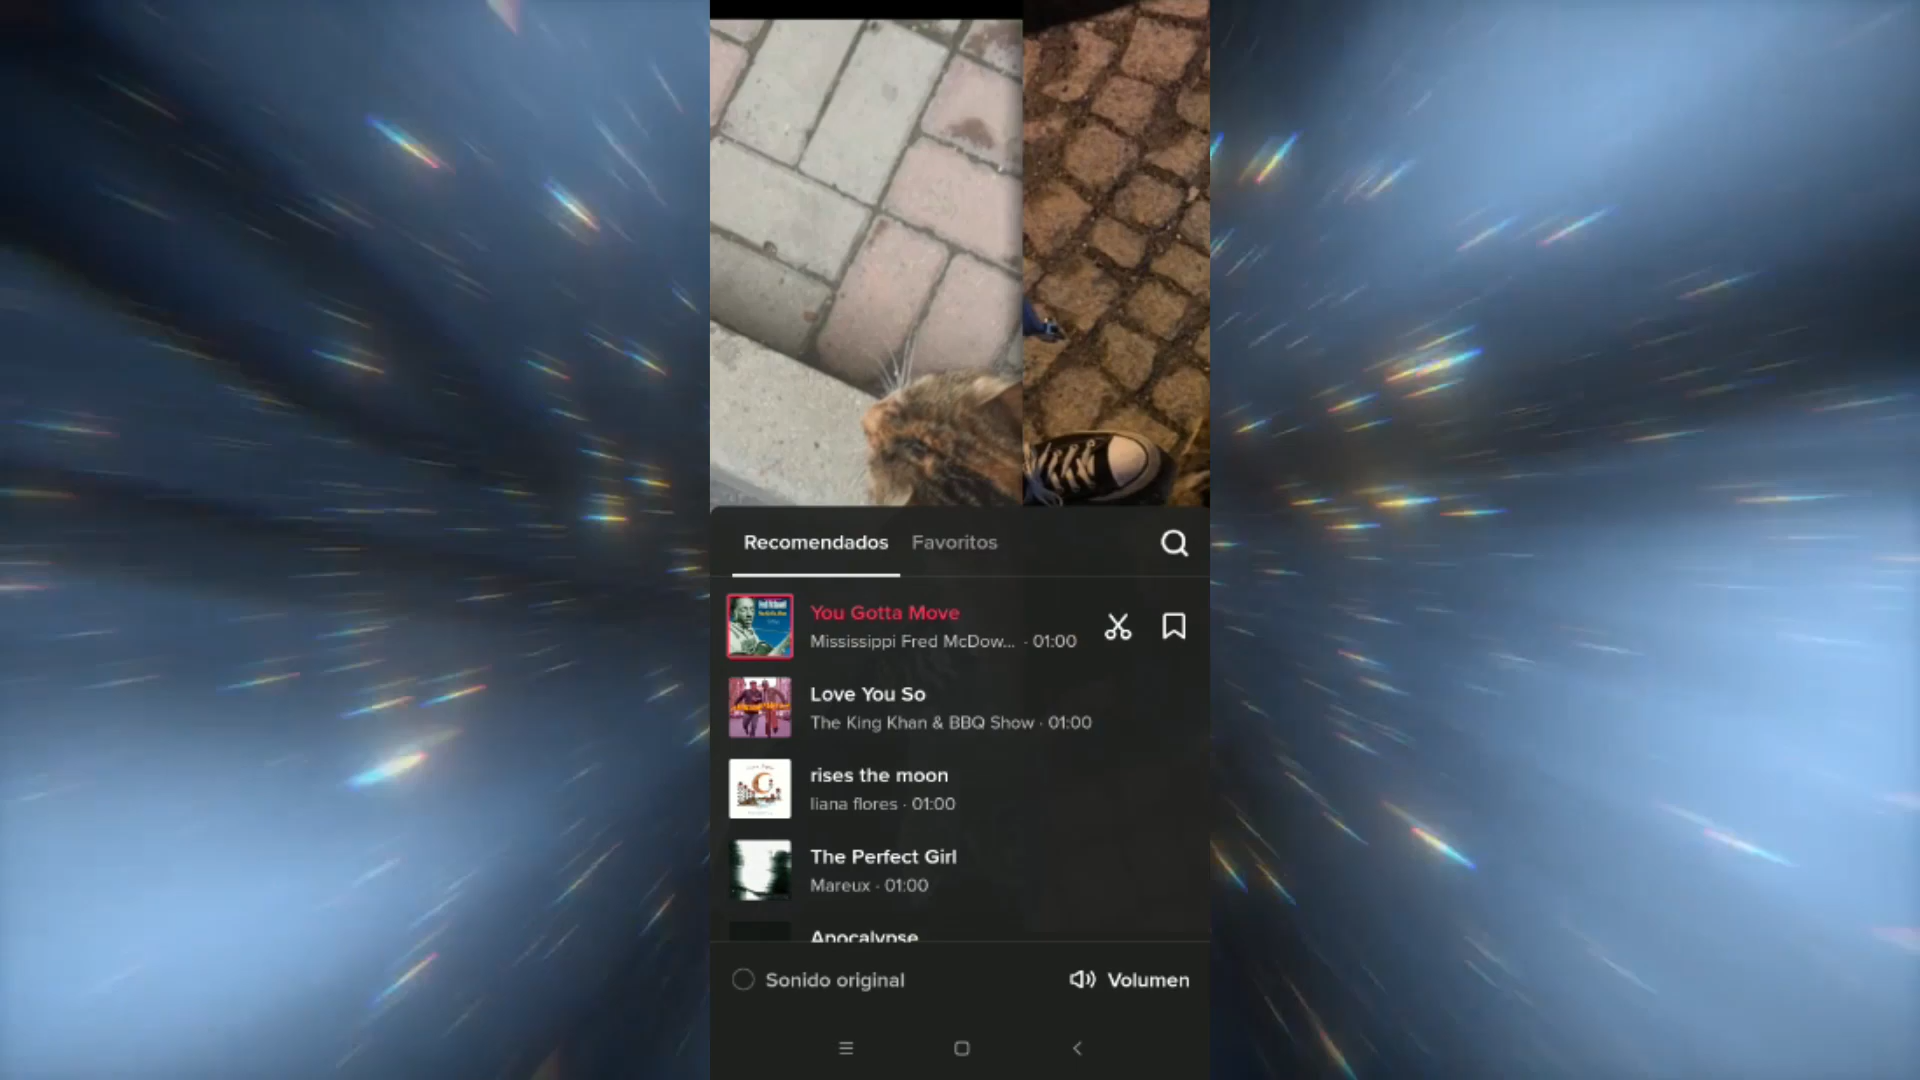 Recomendados Favoritos
You Gotta Move
Mississippi Fred McDow... · 01:00
Love You So
The King Khan & BBQ Show · 01:00
rises the moon
liana flores · 01:00
The Perfect Girl
Mareux · 01:00
Apocalypse
Sonido original Volumen